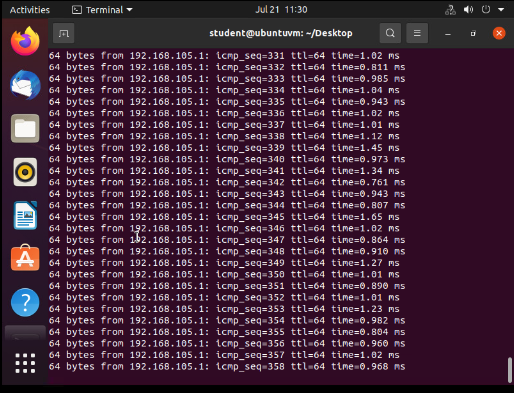 Activities
Terminal
Jul 21 11:30
student@ubuntuvm: ~/Desktop
64 bytes from 192.168.105.1: icmp_seq=331 ttl=64 time=1.02 ms
64 bytes from 192.168.105.1: icmp_seq=332 ttl=64 time=0.811 ms
64 bytes from 192.168.105.1: icmp_seq=333 ttl=64 time=0.985 ms
64 bytes from 192.168.105.1: icmp_seq=334 ttl=64 time=1.04 ms
64 bytes from 192.168.105.1: icmp_seq=335 ttl=64 time=0.943 ms
64 bytes from 192.168.105.1: icmp_seq=336 ttl=64 time=1.02 ms
64 bytes from 192.168.105.1: icmp_seq=337 ttl=64 time=1.01 ms
64 bytes from 192.168.105.1: icmp_seq=338 ttl=64 time=1.12 ms
64 bytes from 192.168.105.1: icmp_seq=339 ttl=64 time=1.45 ms
64 bytes from 192.168.105.1: icmp_seq=340 ttl=64 time=0.973 ms
64 bytes from 192.168.105.1: icmp_seq=341 ttl=64 time=1.34 ms
64 bytes from 192.168.105.1: icmp_seq=342 ttl=64 time=0.761 ms
64 bytes from 192.168.105.1: icmp_seq=343 ttl=64 time=0.943 ms
64 bytes from 192.168.105.1: icmp_seq=344 ttl=64 time=0.807 ms
64 bytes from 192.168.105.1: icmp_seq=345 ttl=64 time=1.65 ms
64 bytes from 192.168.105.1: icmp_seq=346 ttl=64 time=1.02 ms
64 bytes from 192.168.105.1: icmp_seq=347 ttl=64 time=0.864 ms
64 bytes from 192.168.105.1: icmp_seq=348 ttl=64 time=0.910 ms
64 bytes from 192.168.105.1: icmp_seq=349 ttl=64 time=1.27 ms
64 bytes from 192.168.105.1: icmp_seq=350 ttl=64 time=1.01 ms
64 bytes from 192.168.105.1: icmp_seq=351 ttl=64 time=0.890 ms
64 bytes from 192.168.105.1: icmp_seq=352 ttl=64 time=1.01 ms
64 bytes from 192.168.105.1: icmp_seq=353 ttl=64 time=1.23 ms
64 bytes from 192.168.105.1: icmp_seq=354 ttl=64 time=0.982 ms
64 bytes from 192.168.105.1: icmp_seq=355 ttl=64 time=0.804 ms
64 bytes from 192.168.105.1: icmp_seq=356 ttl=64 time=0.960 ms
64 bytes from 192.168.105.1: icmp_seq=357 ttl=64 time=1.02 ms
64 bytes from 192.168.105.1: icmp_seq=358 ttl=64 time=0.968 ms